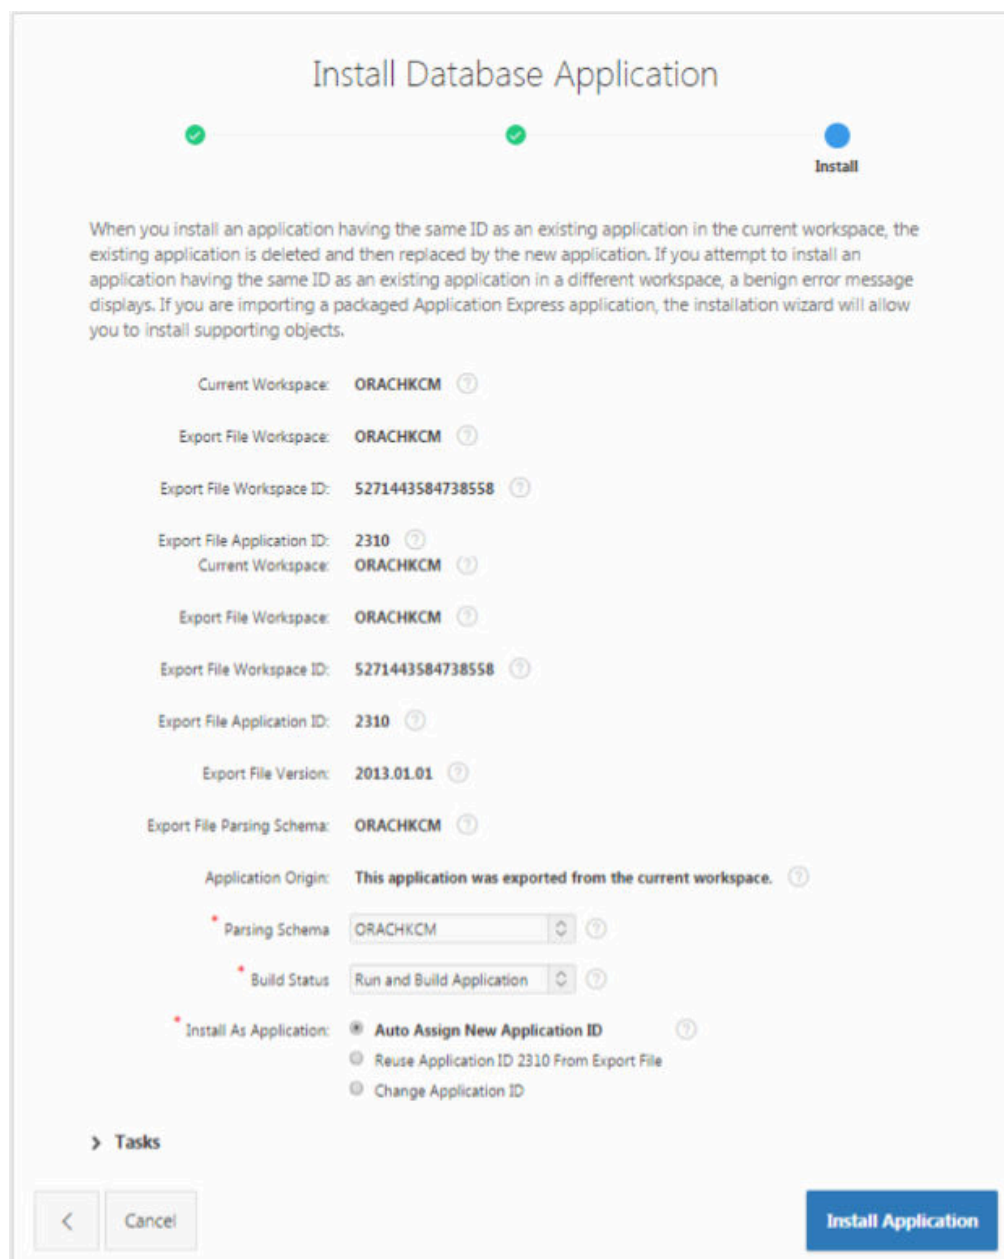 Install Database Application
Install
When you install an application having the same ID as an existing application in the current workspace, the
existing application is deleted and then replaced by the new application. If you attempt to install an
application having the same ID as an existing application in a different workspace, a benign error message
displays. If you are importing a packaged Application Express application, the installation wizard will allow
you to install supporting objects.
Current Workspace: ORACHKCM ?
Export File Workspace: ORACHKCM ?
Export File Workspace ID: 5271443584738558 ?
Export File Application ID: 2310 ?
Current Workspace: ORACHKCM ?
Export File Workspace: ORACHKCM ?
Export File Workspace ID: 5271443584738558 ?
Export File Application ID: 2310 ?
Export File Version: 2013.01.01 ?
Export File Parsing Schema: ORACHKCM ?
Application Origin: This application was exported from the current workspace. ?
* Parsing Schema ORACHKCM ?
* Build Status Run and Build Application ?
* Install As Application: Auto Assign New Application ID ?
Reuse Application ID 2310 From Export File
Change Application ID
> Tasks
< Cancel Install Application